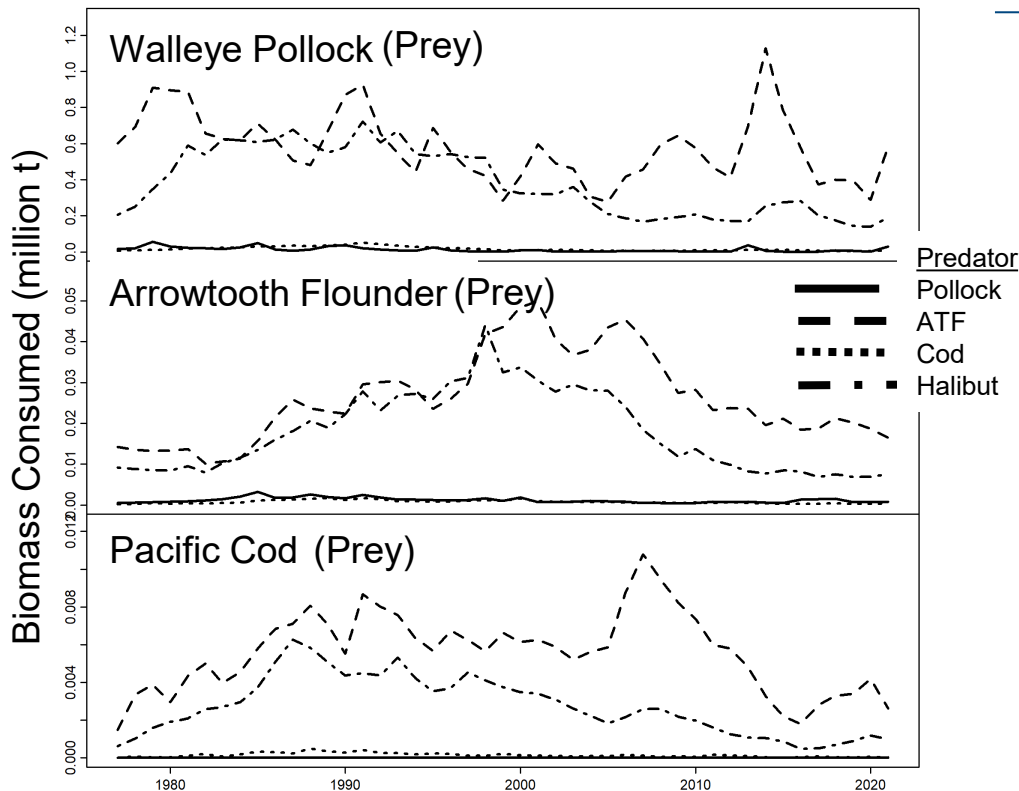 Walleye Pollock (Prey)
1.2
1.0
0.8
0.6
0.4
0.2
0.0
Biomass Consumed (million t)
Arrowtooth Flounder (Prey)
0.05
0.04
0.03
0.02
0.01
0.00
Predator
Pollock
ATF
Cod
Halibut
Pacific Cod (Prey)
0.012
0.008
0.004
0.000
1980 1990 2000 2010 2020